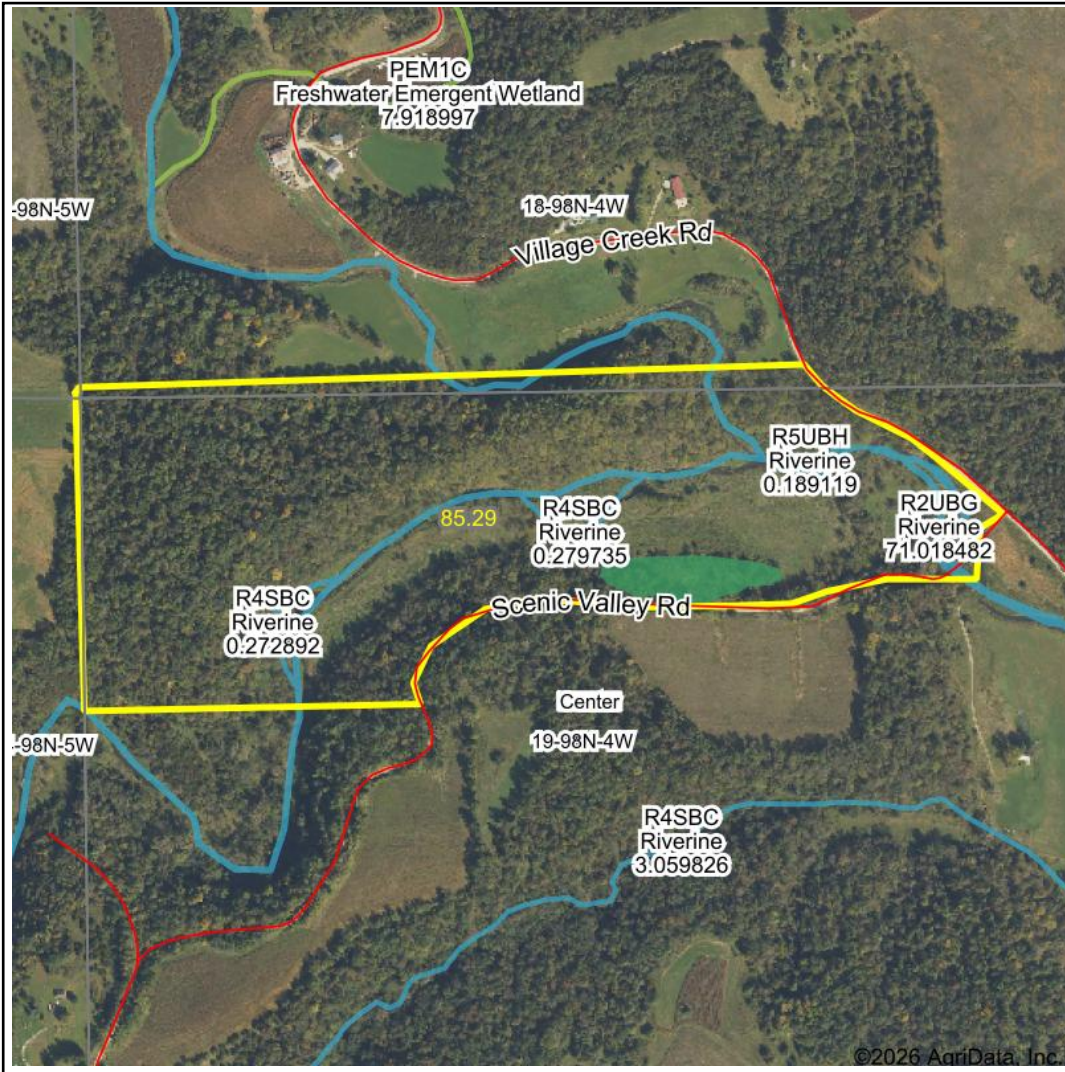 PEM1C
Freshwater Emergent Wetland
7.918997
-98N-5W
18-98N-4W
Village Creek Rd
R5UBH
Riverine
0.189119
R4SBC
Riverine
0.279735
85.29
R2UBG
Riverine
71.018482
R4SBC
Riverine
0.272892
Scenic Valley Rd
Center
19-98N-4W
-98N-5W
R4SBC
Riverine
3.059826
©2026 AgriData, Inc.